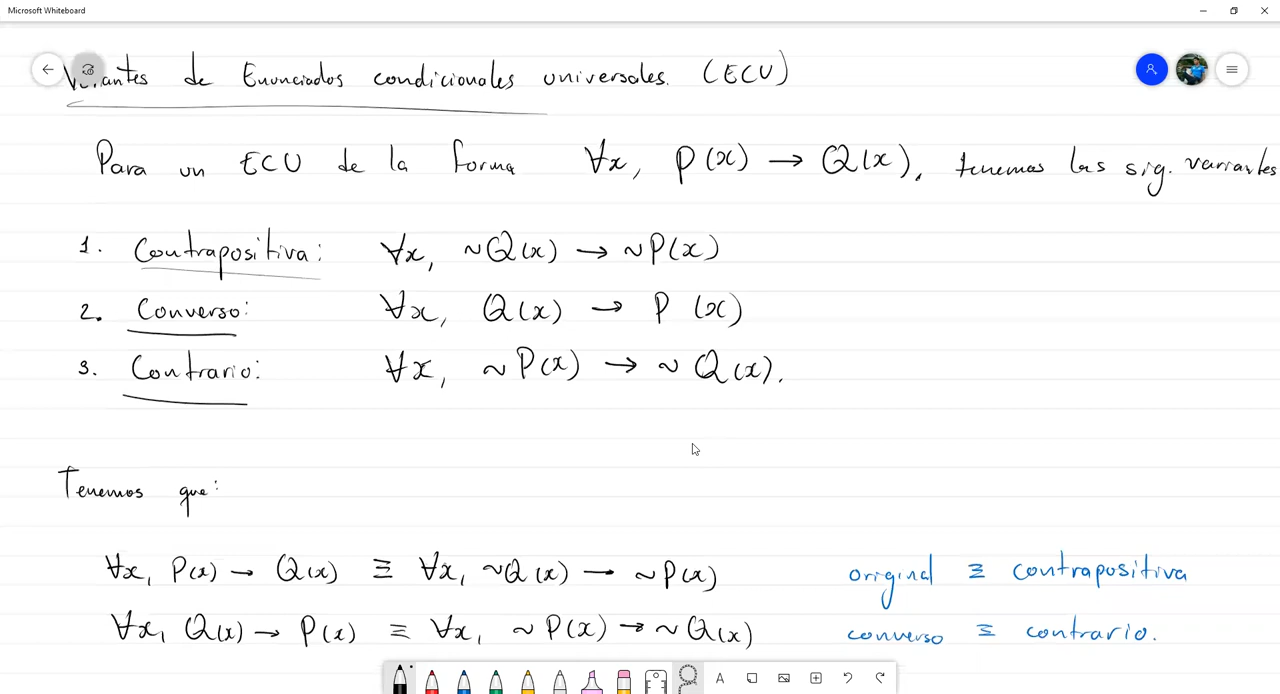 Microsoft Whiteboard
de Enunciados condicionales universales. (ECU)
Para un ECU de la forma ∀x, P(x) → Q(x), tenemos las sig. variantes
1. Contrapositiva: ∀x, ~Q(x) → ~P(x)
2. Converso: ∀x, Q(x) → P(x)
3. Contrario: ∀x, ~P(x) → ~Q(x).
Tenemos que:
∀x, P(x) → Q(x) ≡ ∀x, ~Q(x) → ~P(x) original ≡ contrapositiva
∀x, Q(x) → P(x) ≡ ∀x, ~P(x) → ~Q(x) converso ≡ contrario.
A